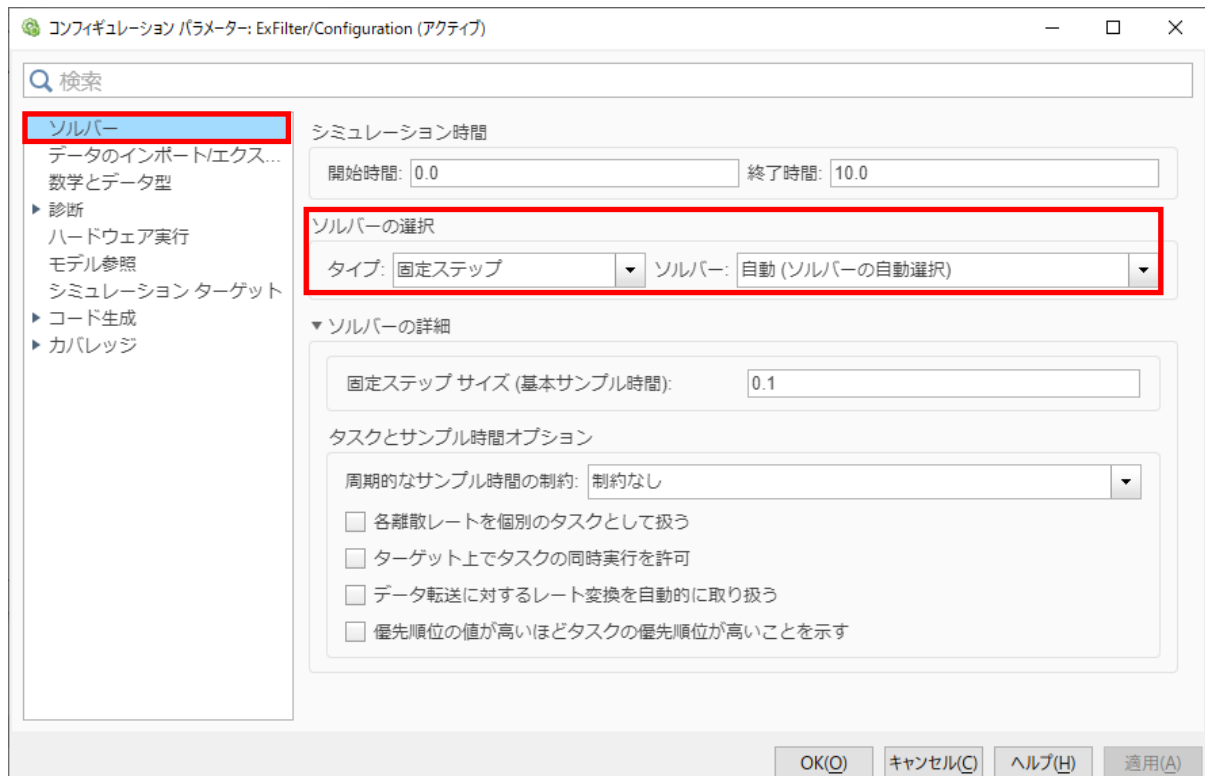 コンフィギュレーション パラメーター: ExFilter/Configuration (アクティブ)
検索
ソルバー
データのインポート/エクス...
数学とデータ型
診断
ハードウェア実行
モデル参照
シミュレーション ターゲット
コード生成
カバレッジ
シミュレーション時間
開始時間: 0.0 終了時間: 10.0
ソルバーの選択
タイプ: 固定ステップ ソルバー: 自動 (ソルバーの自動選択)
ソルバーの詳細
固定ステップ サイズ (基本サンプル時間): 0.1
タスクとサンプル時間オプション
周期的なサンプル時間の制約: 制約なし
各離散レートを個別のタスクとして扱う
ターゲット上でタスクの同時実行を許可
データ転送に対するレート変換を自動的に取り扱う
優先順位の値が高いほどタスクの優先順位が高いことを示す
OK(O) キャンセル(C) ヘルプ(H) 適用(A)